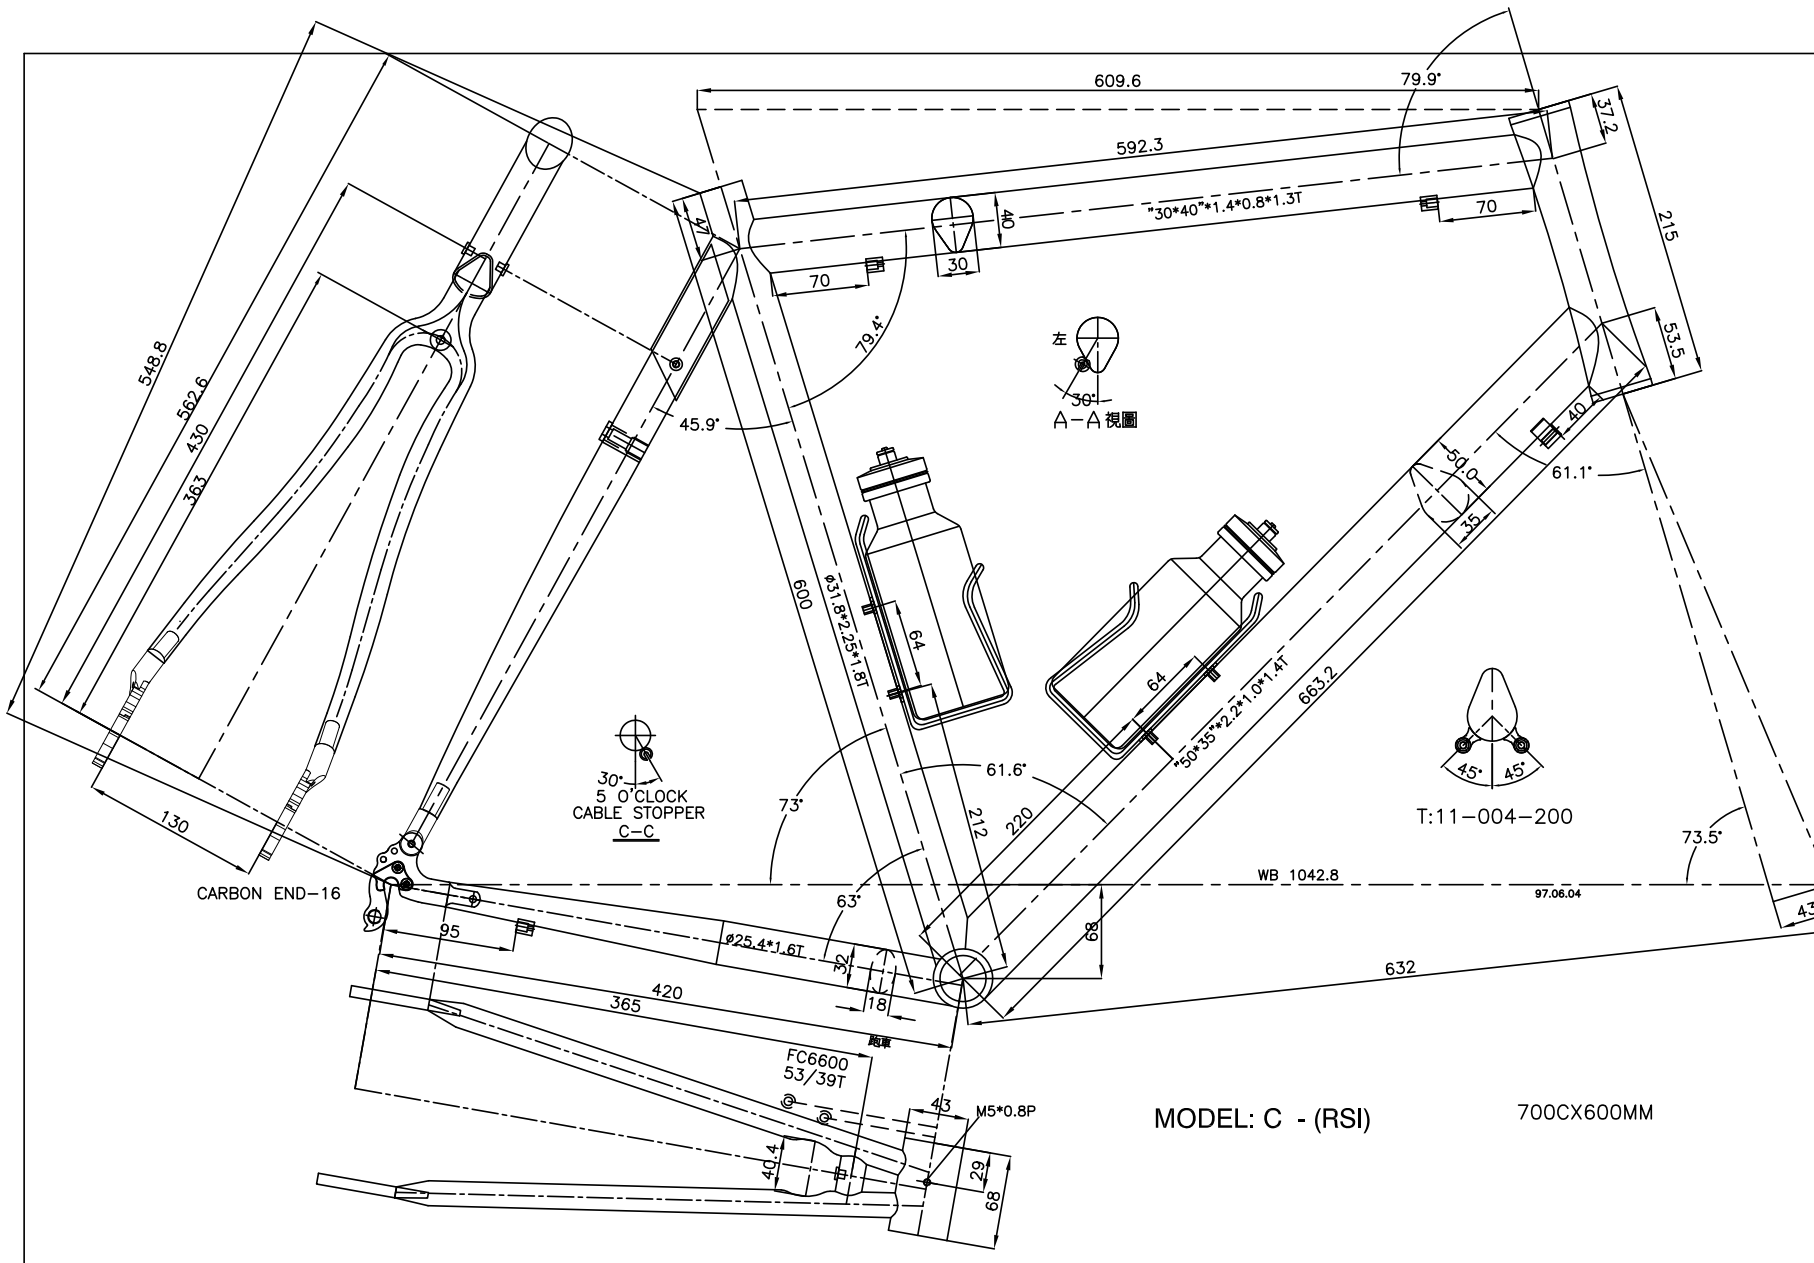 609.6
79.9°
37.2
592.3
"30*40"*1.4*0.8*1.3T
40
30
70
70
47
215
53.5
79.4°
左
30°
A-A 視圖
548.8
562.6
430
363
45.9°
40
50.0
35
61.1°
600
ø31.8*2.25*1.8T
64
64
"50*35"*2.2*1.0*1.4T
663.2
30°
5 O'CLOCK
CABLE STOPPER
C-C
130
73°
61.6°
212
220
45°
45°
T:11-004-200
73.5°
CARBON END-16
WB 1042.8
97.06.04
63°
68
43
95
ø25.4*1.6T
32
18
632
420
365
跑車
FC6600
53/39T
43
M5*0.8P
40.4
29
68
MODEL: C - (RSI)
700CX600MM